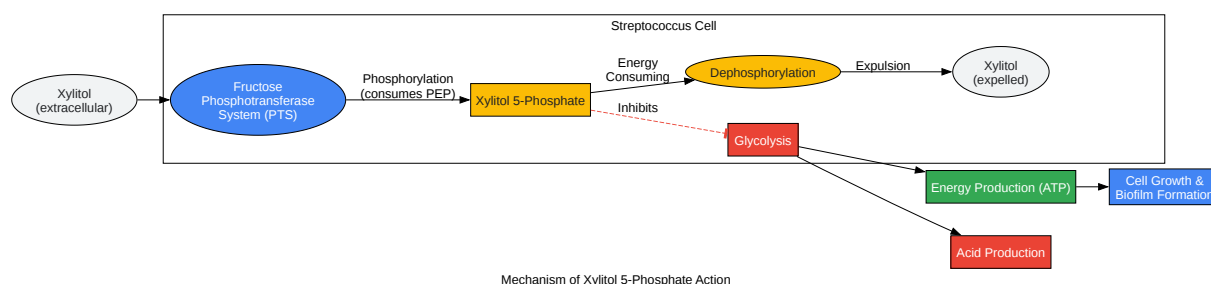 Streptococcus Cell
Xylitol
(extracellular)
Fructose
Phosphotransferase
System (PTS)
Phosphorylation
(consumes PEP)
Xylitol 5-Phosphate
Energy
Consuming
Dephosphorylation
Expulsion
Xylitol
(expelled)
Inhibits
Glycolysis
Energy Production (ATP)
Cell Growth &
Biofilm Formation
Acid Production
Mechanism of Xylitol 5-Phosphate Action